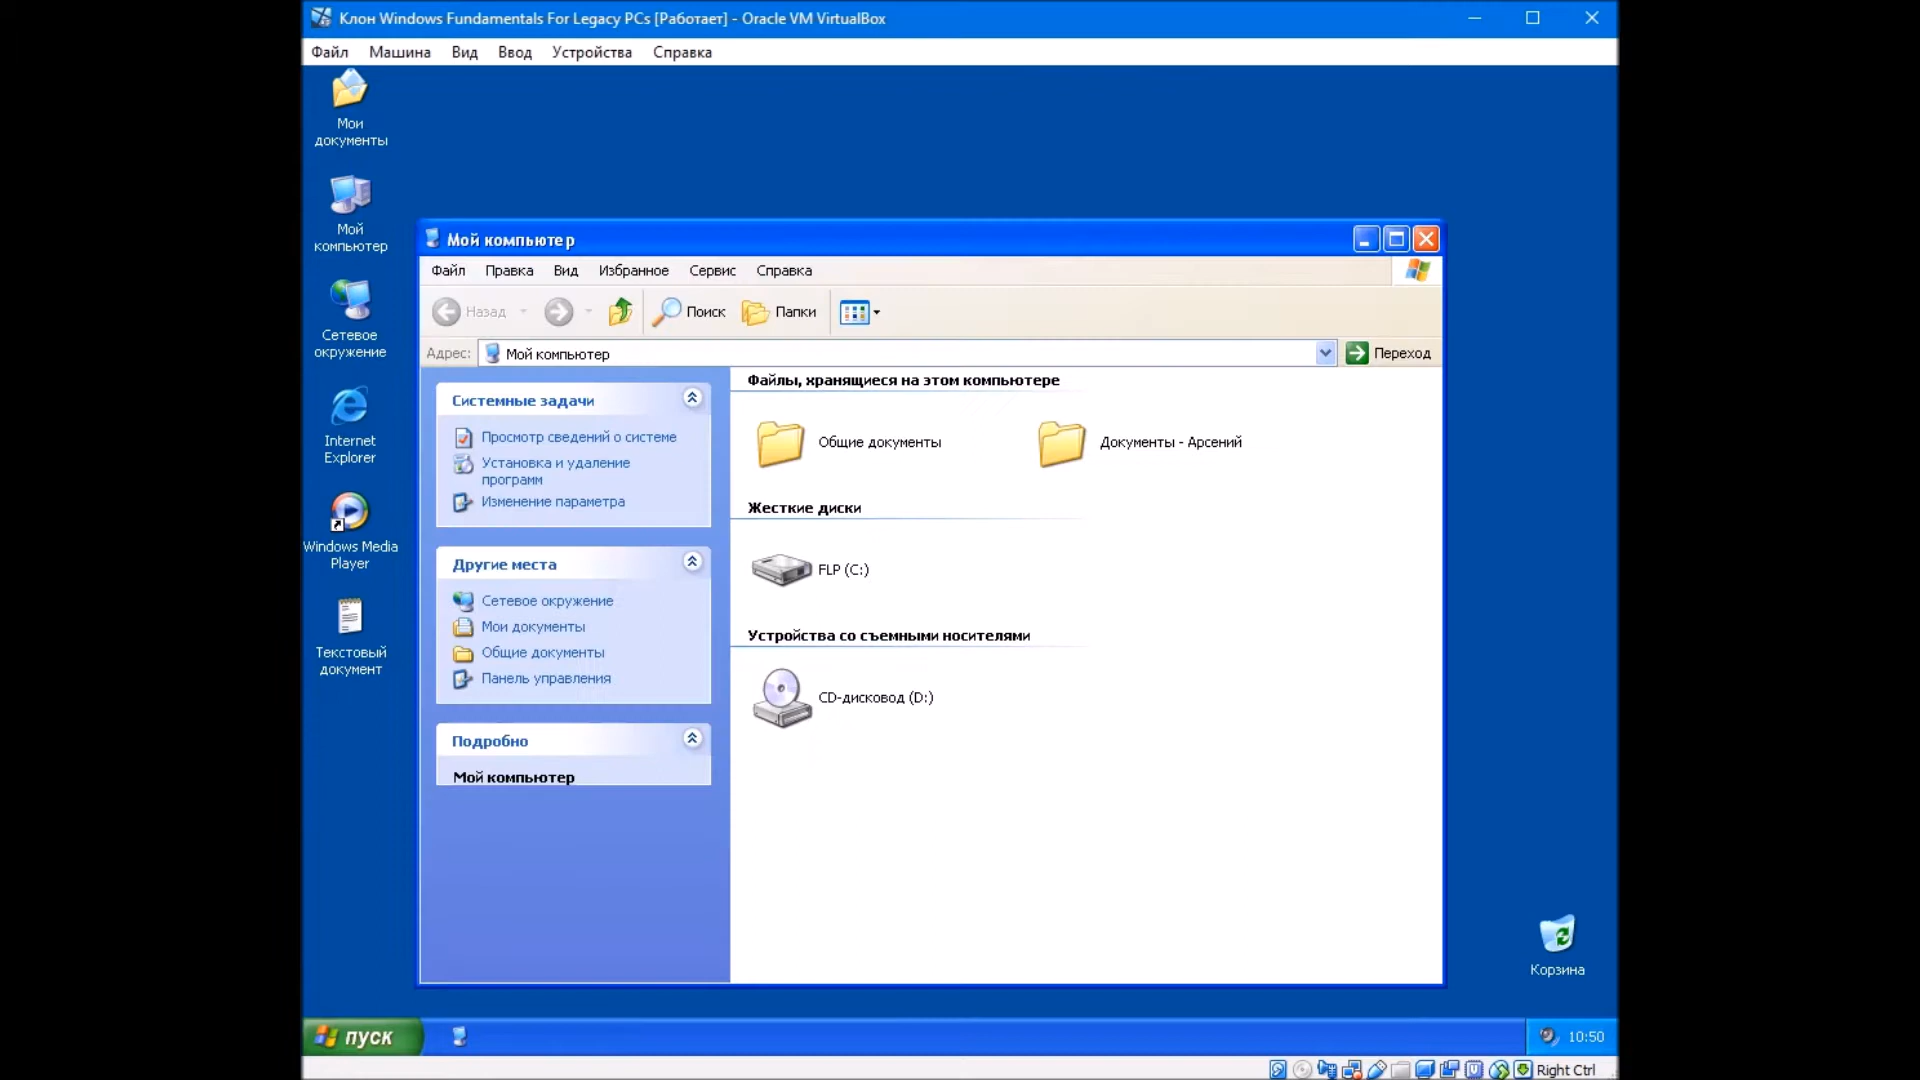 Клон Windows Fundamentals For Legacy PCs [Работает] - Oracle VM VirtualBox
Файл Машина Вид Ввод Устройства Справка
Мои
документы
Мой
компьютер
Сетевое
окружение
Internet
Explorer
Windows Media
Player
Текстовый
документ
Мой компьютер
Файл Правка Вид Избранное Сервис Справка
Назад Поиск Папки
Адрес: Мой компьютер Переход
Системные задачи
Просмотр сведений о системе
Установка и удаление
программ
Изменение параметра
Другие места
Сетевое окружение
Мои документы
Общие документы
Панель управления
Подробно
Мой компьютер
Файлы, хранящиеся на этом компьютере
Общие документы Документы - Арсений
Жесткие диски
FLP (C:)
Устройства со съемными носителями
CD-дисковод (D:)
Корзина
пуск 10:50
Right Ctrl